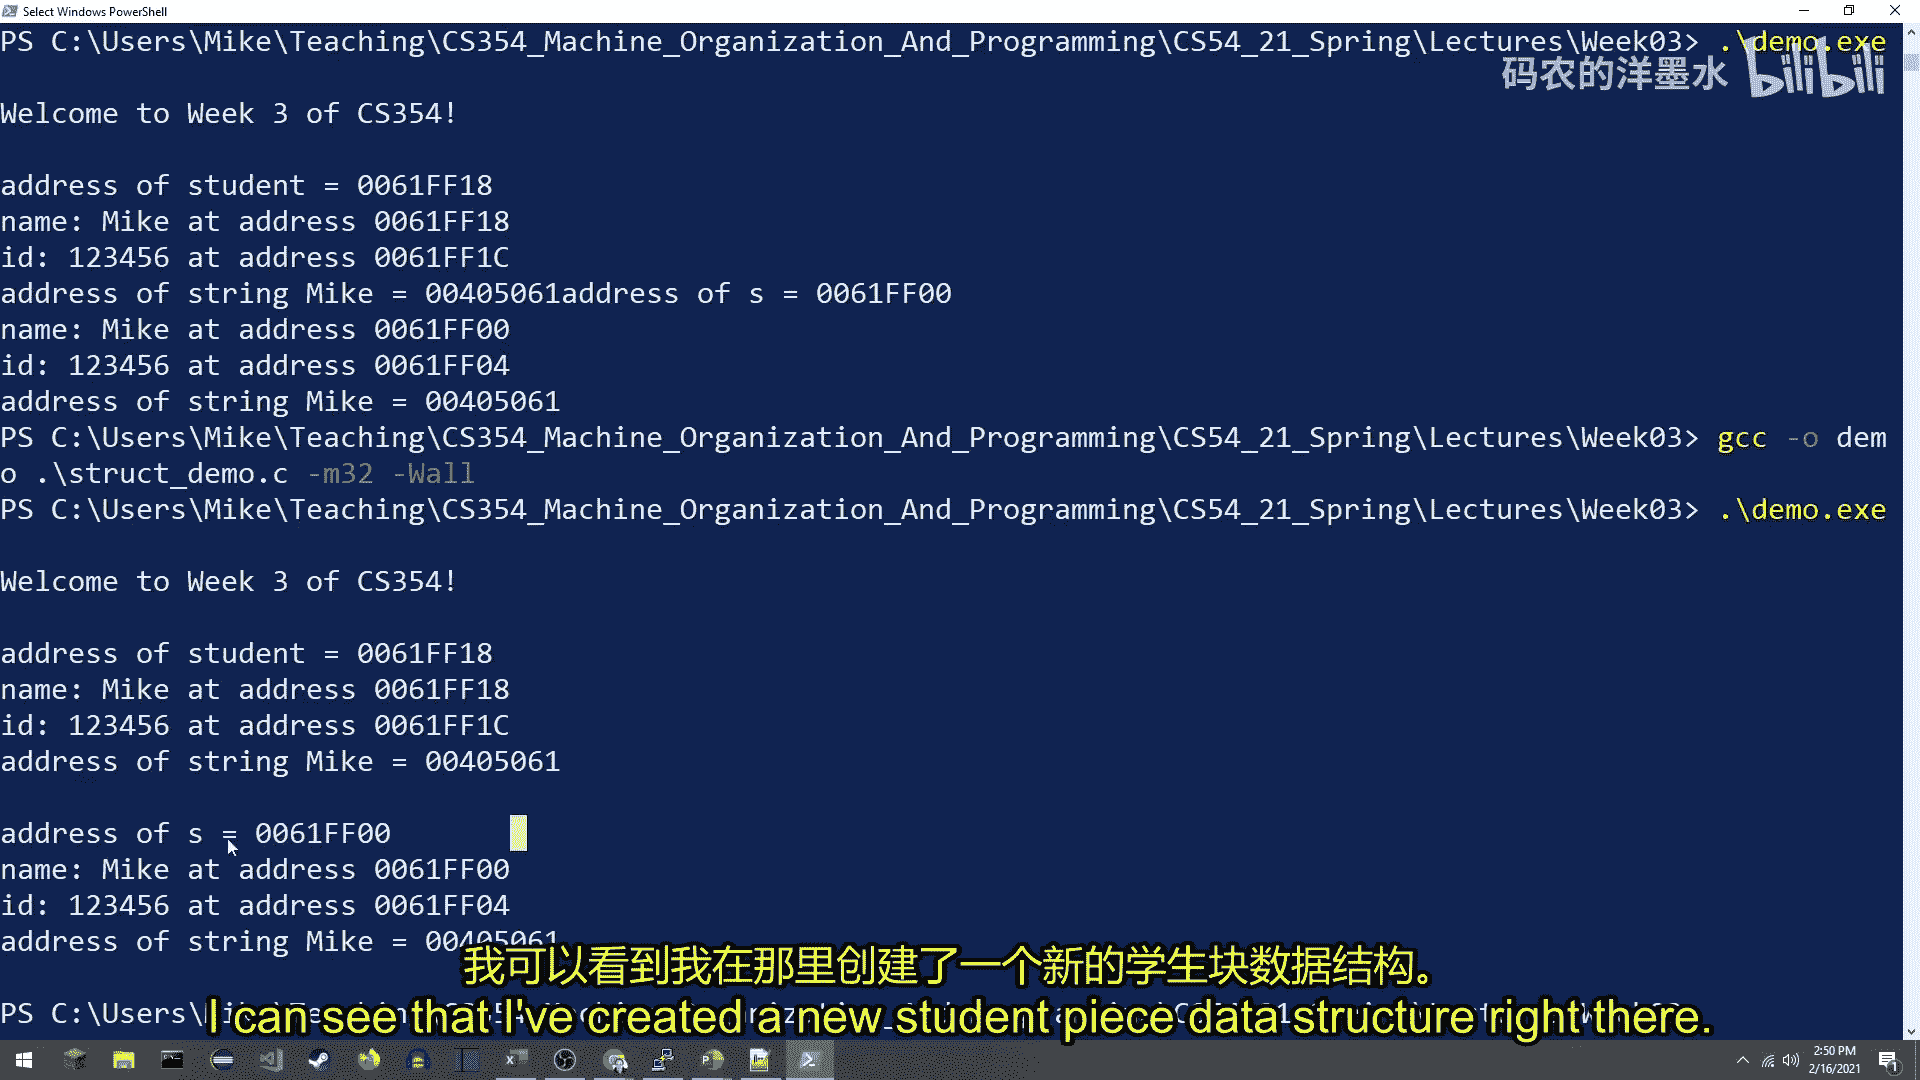 Select Windows PowerShell
PS C:\Users\Mike\Teaching\CS354_Machine_Organization_And_Programming\CS54_21_Spring\Lectures\Week03> .\demo.exe
码农的洋墨水 bilibili
Welcome to Week 3 of CS354!
address of student = 0061FF18
name: Mike at address 0061FF18
id: 123456 at address 0061FF1C
address of string Mike = 00405061address of s = 0061FF00
name: Mike at address 0061FF00
id: 123456 at address 0061FF04
address of string Mike = 00405061
PS C:\Users\Mike\Teaching\CS354_Machine_Organization_And_Programming\CS54_21_Spring\Lectures\Week03> gcc -o dem
o .\struct_demo.c -m32 -Wall
PS C:\Users\Mike\Teaching\CS354_Machine_Organization_And_Programming\CS54_21_Spring\Lectures\Week03> .\demo.exe
Welcome to Week 3 of CS354!
address of student = 0061FF18
name: Mike at address 0061FF18
id: 123456 at address 0061FF1C
address of string Mike = 00405061
address of s = 0061FF00
name: Mike at address 0061FF00
id: 123456 at address 0061FF04
address of string Mike = 00405061
我可以看到我在那里创建了一个新的学生块数据结构。
PS C:\Users\
I can see that I've created a new student piece data structure right there.
2:50 PM
2/16/2021